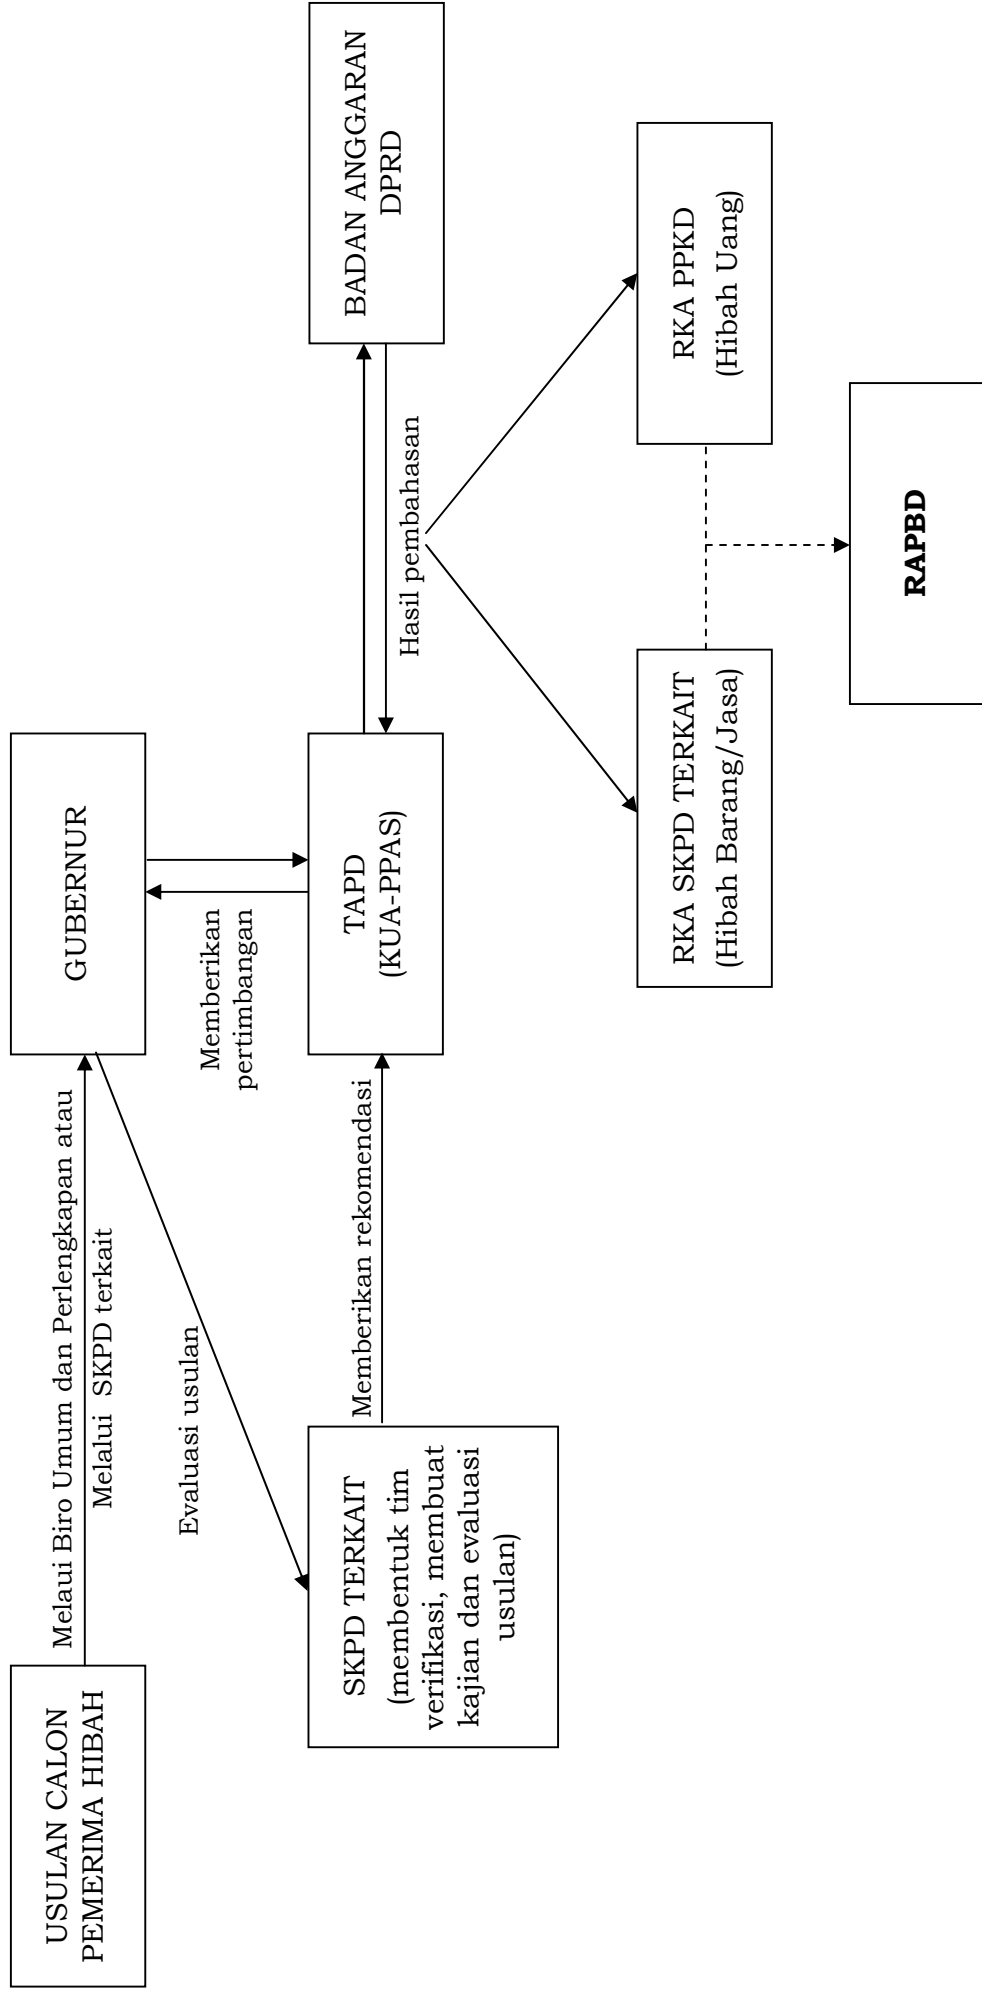 USULAN CALON
PEMERIMA HIBAH
Melaui Biro Umum dan Perlengkapan atau
Melalui SKPD terkait
GUBERNUR
Evaluasi usulan
Memberikan
pertimbangan
SKPD TERKAIT
(membentuk tim
verifikasi, membuat
kajian dan evaluasi
usulan)
Memberikan rekomendasi
TAPD
(KUA-PPAS)
Hasil pembahasan
BADAN ANGGARAN
DPRD
RKA SKPD TERKAIT
(Hibah Barang/Jasa)
RKA PPKD
(Hibah Uang)
RAPBD